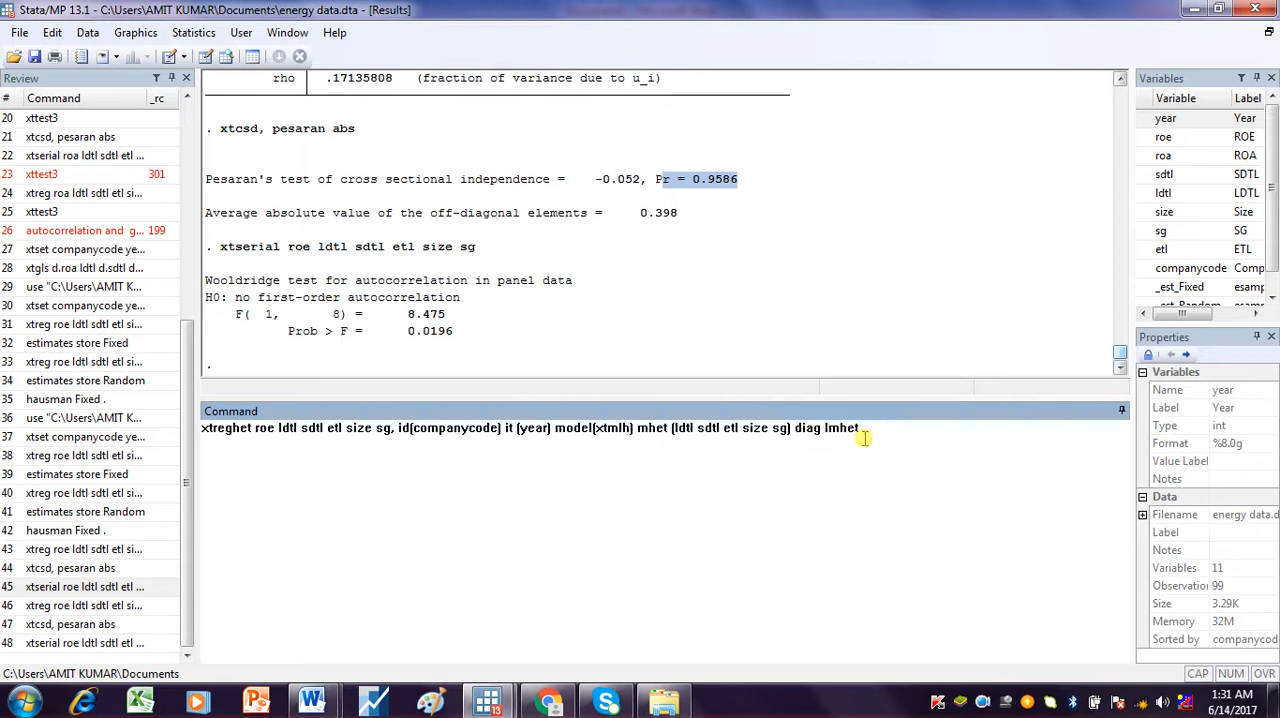 Stata/MP 13.1 - C:\Users\AMIT KUMAR\Documents\energy data.dta - [Results]
File Edit Data Graphics Statistics User Window Help
Review
# Command _rc
20 xttest3
21 xtcsd, pesaran abs
22 xtserial roa ldtl sdtl etl ...
23 xttest3 301
24 xtreg roa ldtl sdtl etl si...
25 xttest3
26 autocorrelation and g... 199
27 xtset companycode ye...
28 xtgls d.roa ldtl d.sdtl d...
29 use "C:\Users\AMIT K...
30 xtset companycode ye...
31 xtreg roe ldtl sdtl etl si...
32 estimates store Fixed
33 xtreg roe ldtl sdtl etl si...
34 estimates store Random
35 hausman Fixed .
36 use "C:\Users\AMIT K...
37 xtset companycode ye...
38 xtreg roe ldtl sdtl etl si...
39 estimates store Fixed
40 xtreg roe ldtl sdtl etl si...
41 estimates store Random
42 hausman Fixed .
43 xtreg roe ldtl sdtl etl si...
44 xtcsd, pesaran abs
45 xtserial roe ldtl sdtl etl ...
46 xtreg roe ldtl sdtl etl si...
47 xtcsd, pesaran abs
48 xtserial roe ldtl sdtl etl ...
rho .17135808 (fraction of variance due to u_i)
. xtcsd, pesaran abs
Pesaran's test of cross sectional independence = -0.052, Pr = 0.9586
Average absolute value of the off-diagonal elements = 0.398
. xtserial roe ldtl sdtl etl size sg
Wooldridge test for autocorrelation in panel data
H0: no first-order autocorrelation
F( 1, 8) = 8.475
Prob > F = 0.0196
.
Command
xtreghet roe ldtl sdtl etl size sg, id(companycode) it (year) model(xtmlh) mhet (ldtl sdtl etl size sg) diag lmhet
Variables
Variable Label
year Year
roe ROE
roa ROA
sdtl SDTL
ldtl LDTL
size Size
sg SG
etl ETL
companycode Comp
_est_Fixed esamp
Properties
Variables
Name year
Label Year
Type int
Format %8.0g
Value Label
Notes
Data
Filename energy data.d
Label
Notes
Variables 11
Observation 99
Size 3.29K
Memory 32M
Sorted by companyco
C:\Users\AMIT KUMAR\Documents
CAP NUM OVR
1:31 AM
6/14/2017